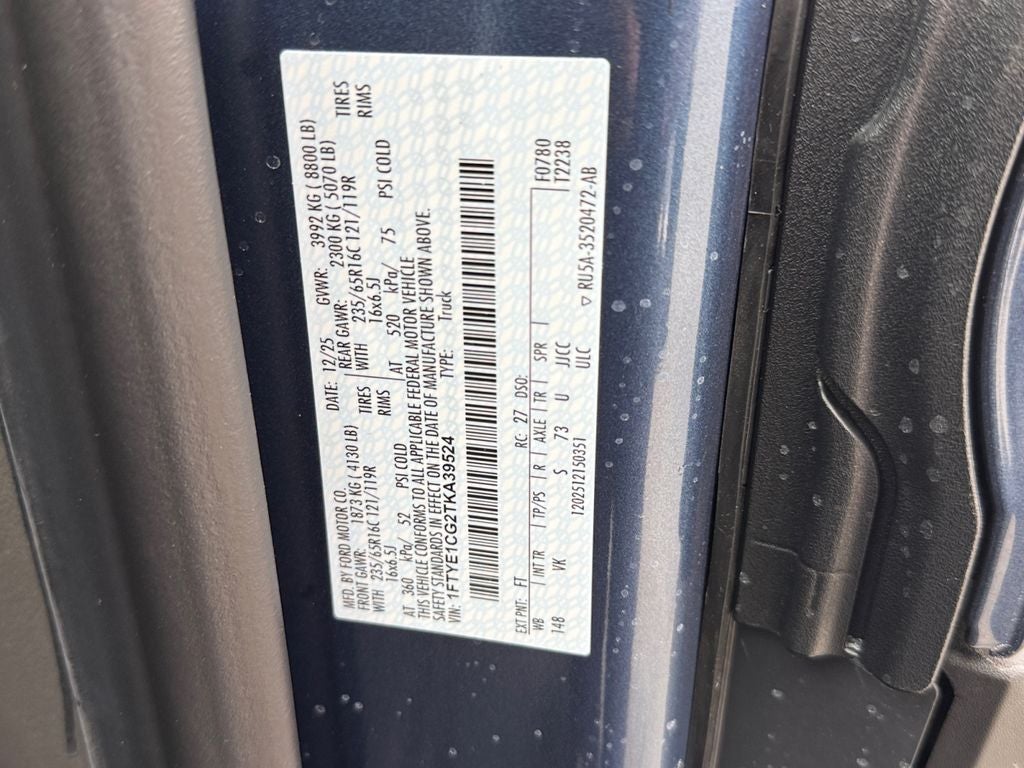 MFD. BY FORD MOTOR CO. DATE: 12/25 GVWR: 3992 KG ( 8800 LB)
FRONT GAWR: 1873 KG ( 4130 LB) REAR GAWR: 2300 KG ( 5070 LB)
WITH 235/65R16C 121/119R TIRES WITH 235/65R16C 121/119R TIRES
16x6.5J RIMS 16x6.5J RIMS
AT 360 kPa/ 52 PSI COLD AT 520 kPa/ 75 PSI COLD
THIS VEHICLE CONFORMS TO ALL APPLICABLE FEDERAL MOTOR VEHICLE
SAFETY STANDARDS IN EFFECT ON THE DATE OF MANUFACTURE SHOWN ABOVE.
VIN: 1FTYE1CG2TKA39524 TYPE: Truck
EXT PNT: FT RC: 27 DSO: F0780
WB INT TR TP/PS R AXLE TR SPR T2238
148 VK S 73 U JJCC
ULC
1202512150351 ▽ RU5A-3520472-AB